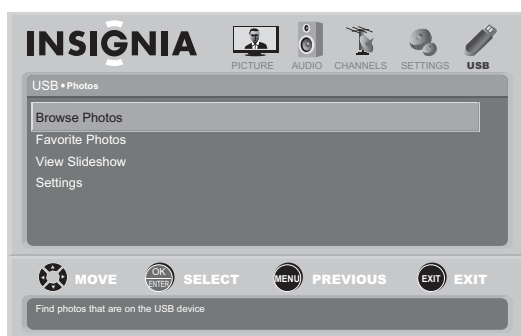 INSIGNIA
PICTURE AUDIO CHANNELS SETTINGS USB
USB • Photos
Browse Photos
Favorite Photos
View Slideshow
Settings
MOVE OK ENTER SELECT MENU PREVIOUS EXIT EXIT
Find photos that are on the USB device